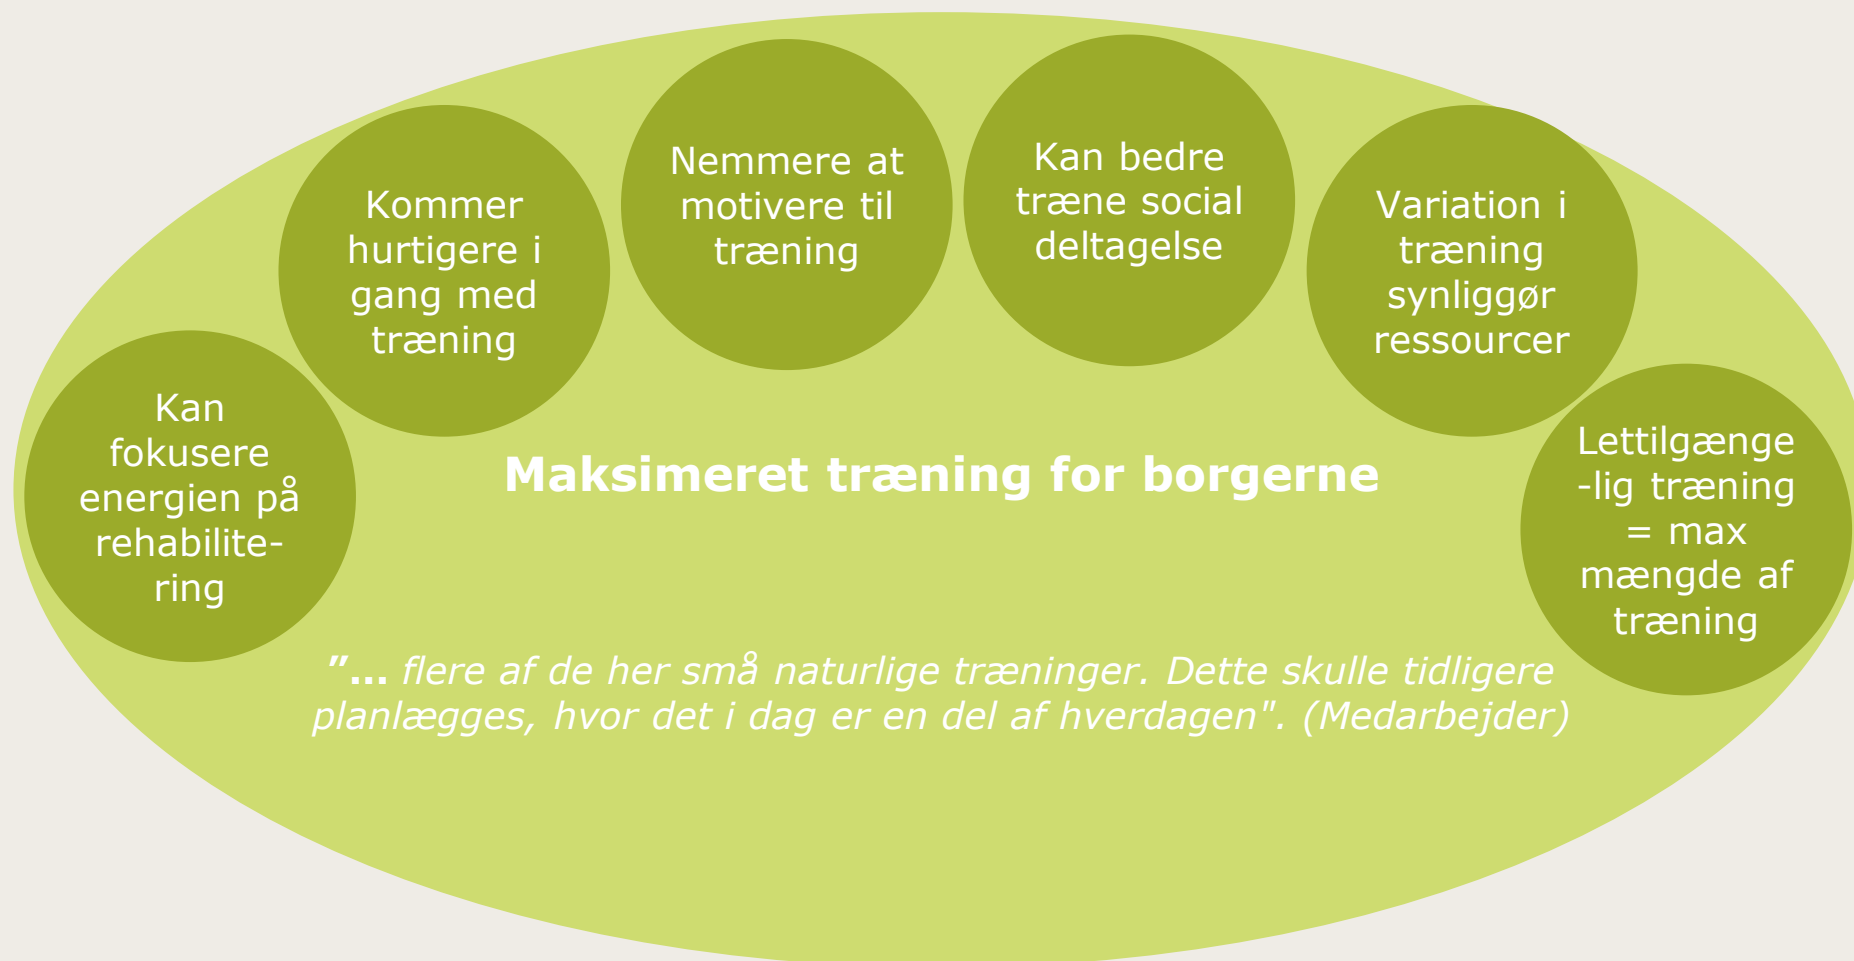 Kan
fokusere
energien på
rehabilite-
ring
Kommer
hurtigere i
gang med
træning
Nemmere at
motivere til
træning
Kan bedre
træne social
deltagelse
Variation i
træning
synliggør
ressourcer
Lettilgænge
-lig træning
= max
mængde af
træning
Maksimeret træning for borgerne
”… flere af de her små naturlige træninger. Dette skulle tidligere
planlægges, hvor det i dag er en del af hverdagen". (Medarbejder)